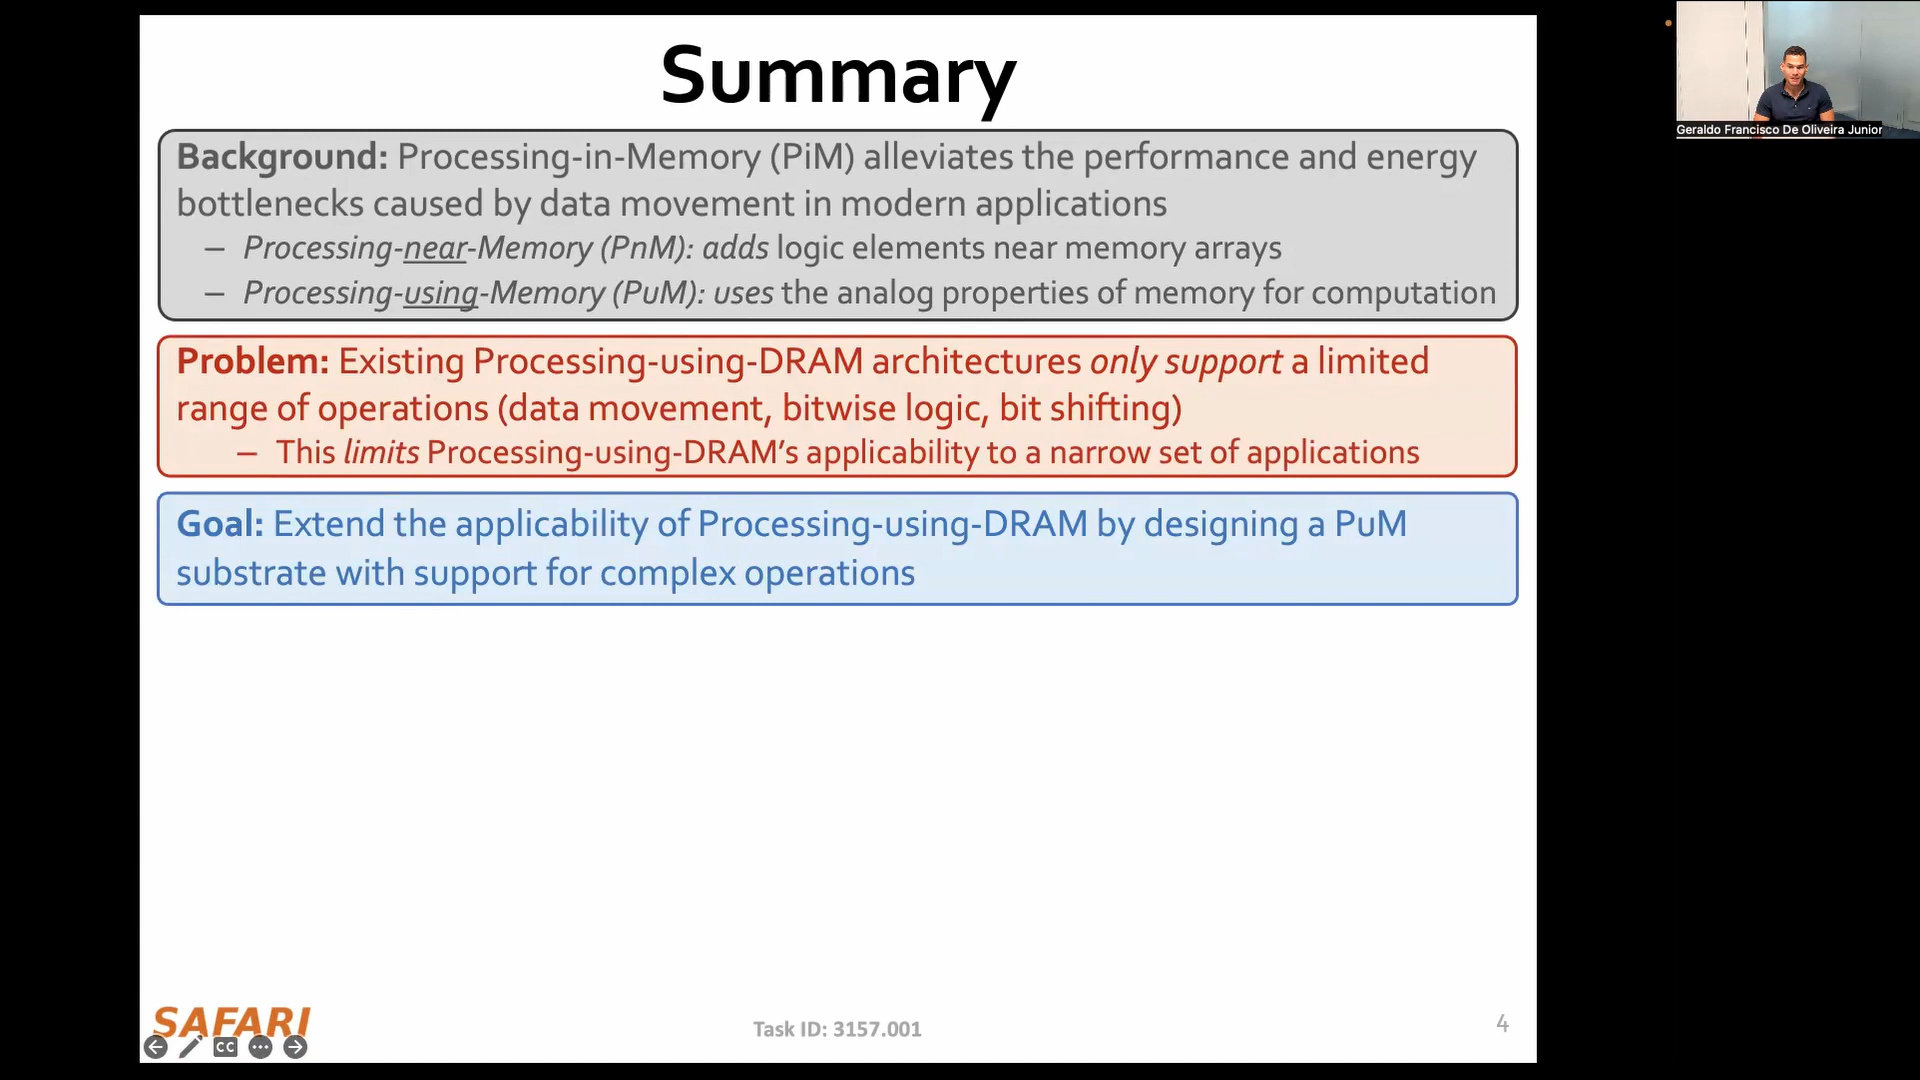 Summary
Background: Processing-in-Memory (PiM) alleviates the performance and energy
bottlenecks caused by data movement in modern applications
– Processing-near-Memory (PnM): adds logic elements near memory arrays
– Processing-using-Memory (PuM): uses the analog properties of memory for computation
Problem: Existing Processing-using-DRAM architectures only support a limited
range of operations (data movement, bitwise logic, bit shifting)
– This limits Processing-using-DRAM’s applicability to a narrow set of applications
Goal: Extend the applicability of Processing-using-DRAM by designing a PuM
substrate with support for complex operations
SAFARI
CC
Task ID: 3157.001
4
Geraldo Francisco De Oliveira Junior